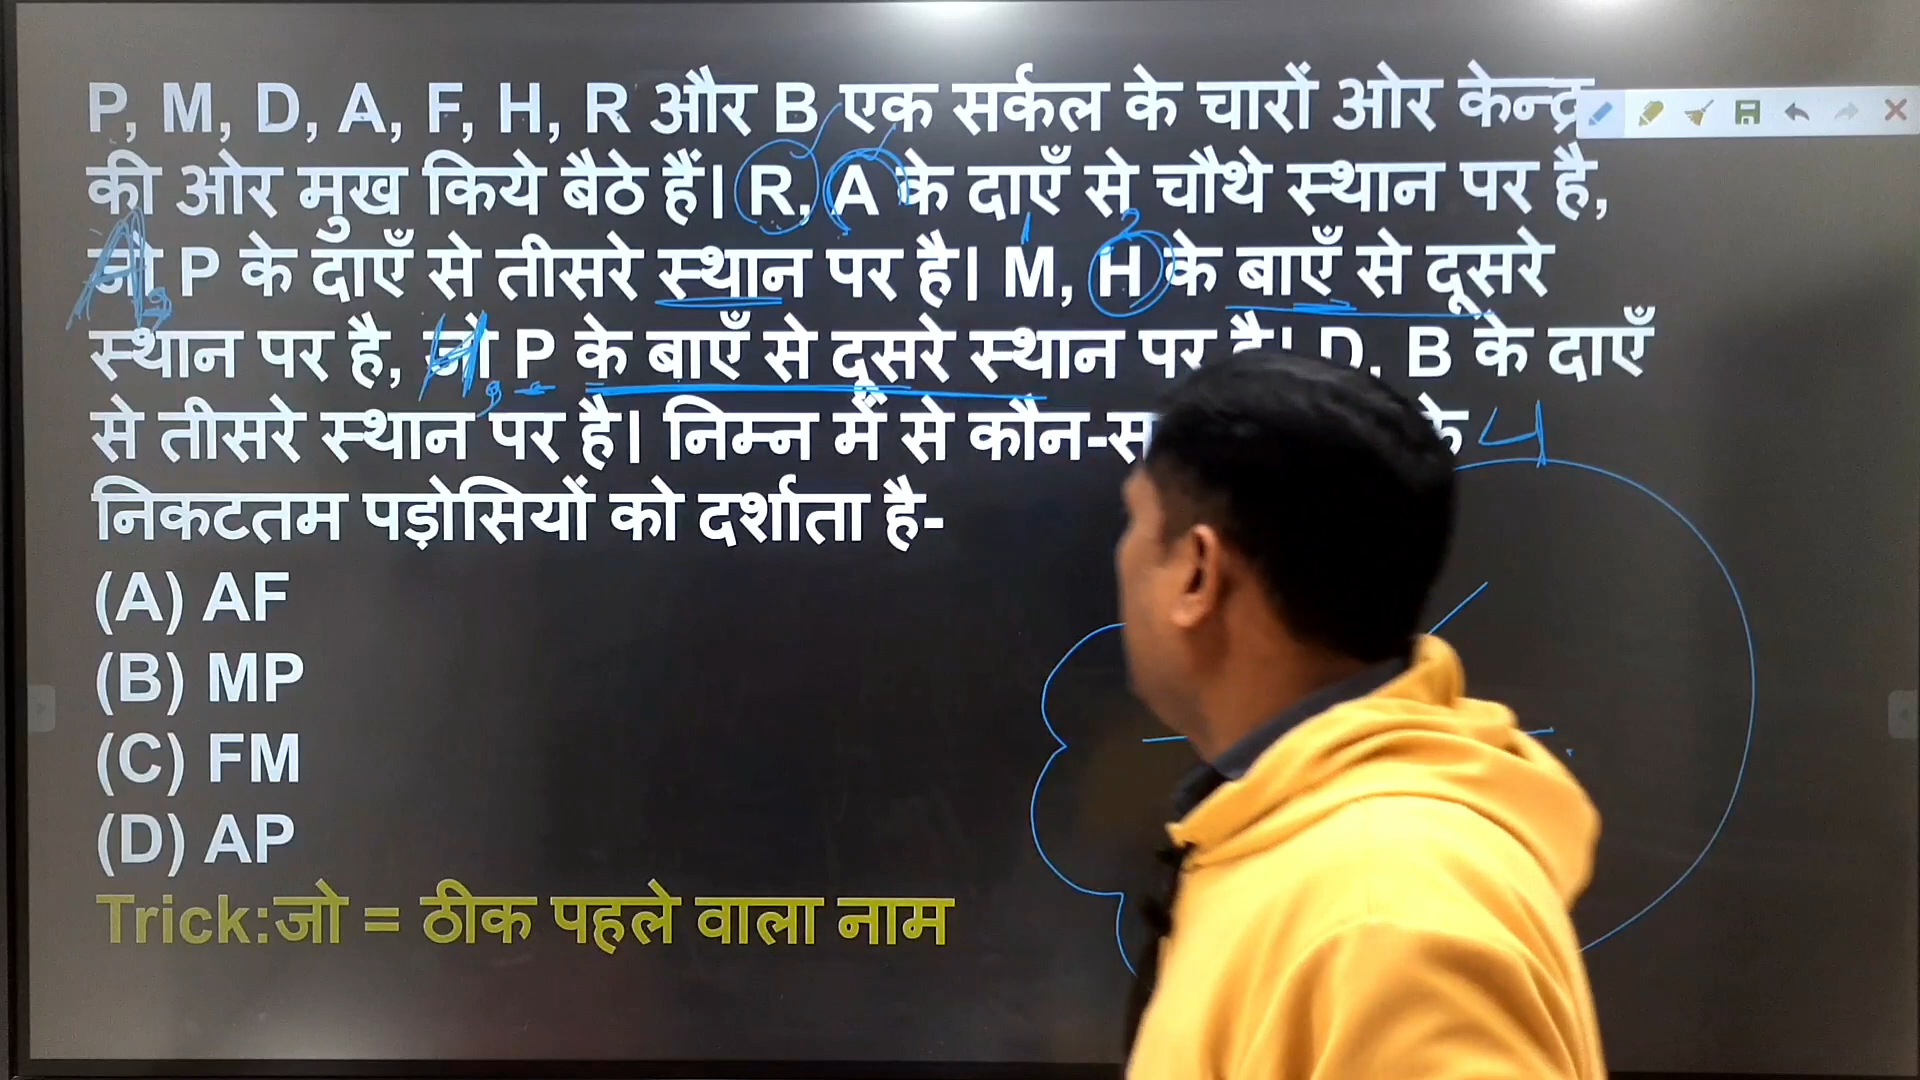 P, M, D, A, F, H, R और B एक सर्कल के चारों ओर केन्द्र
की ओर मुख किये बैठे हैं। R, A के दाएँ से चौथे स्थान पर है,
जो P के दाएँ से तीसरे स्थान पर है। M, H के बाएँ से दूसरे
स्थान पर है, जो P के बाएँ से दूसरे स्थान पर है। D, B के दाएँ
से तीसरे स्थान पर है। निम्न में से कौन-स के
निकटतम पड़ोसियों को दर्शाता है-
(A) AF
(B) MP
(C) FM
(D) AP
Trick:जो = ठीक पहले वाला नाम